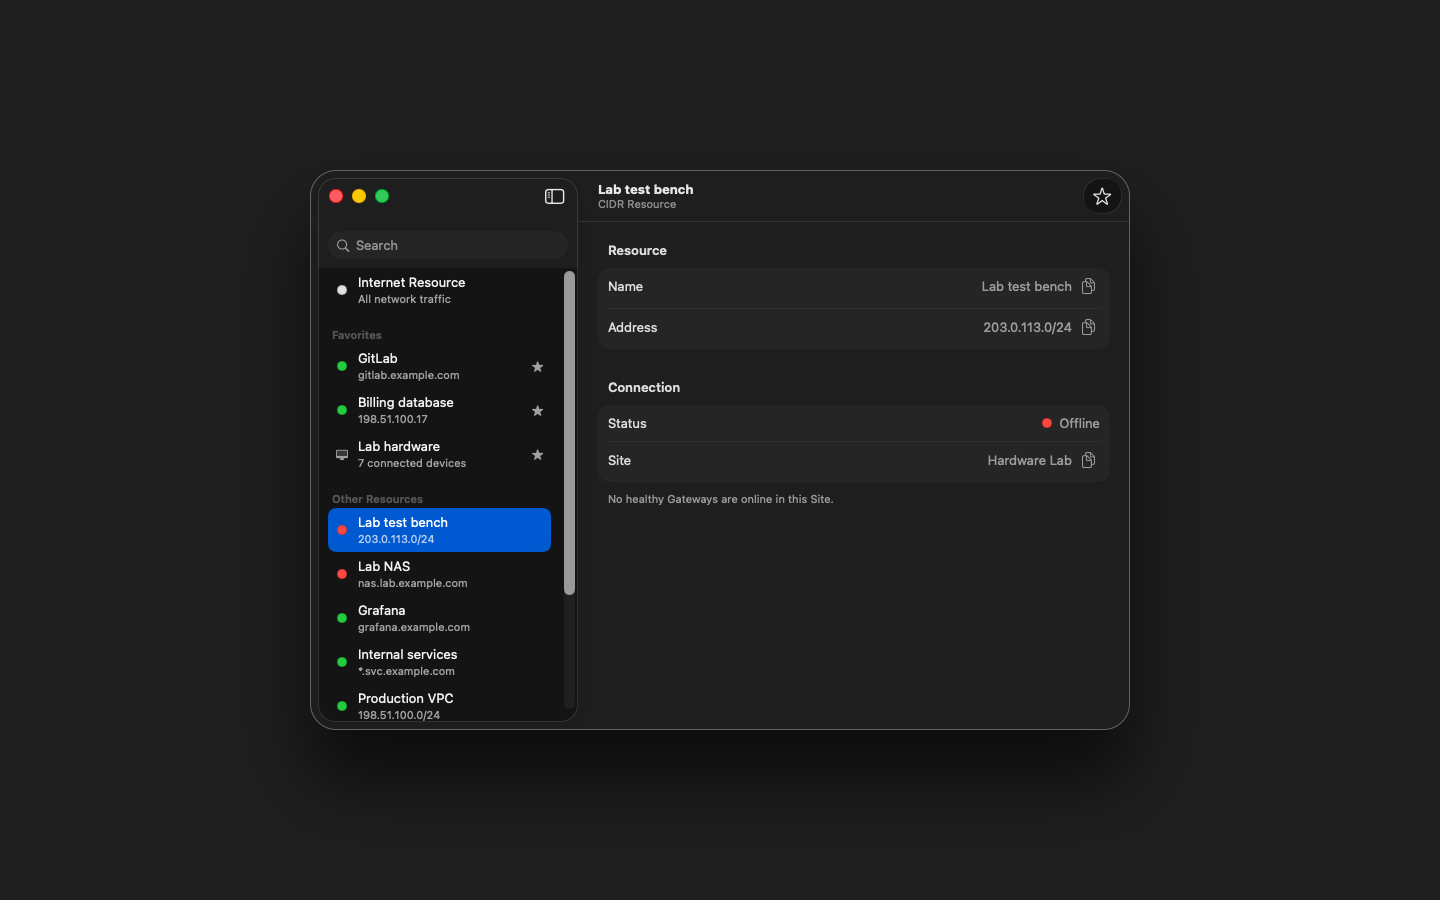 Search
Internet Resource
All network traffic
Favorites
GitLab
gitlab.example.com
Billing database
198.51.100.17
Lab hardware
7 connected devices
Other Resources
Lab test bench
203.0.113.0/24
Lab NAS
nas.lab.example.com
Grafana
grafana.example.com
Internal services
*.svc.example.com
Production VPC
198.51.100.0/24
Lab test bench
CIDR Resource
Resource
Name Lab test bench
Address 203.0.113.0/24
Connection
Status Offline
Site Hardware Lab
No healthy Gateways are online in this Site.